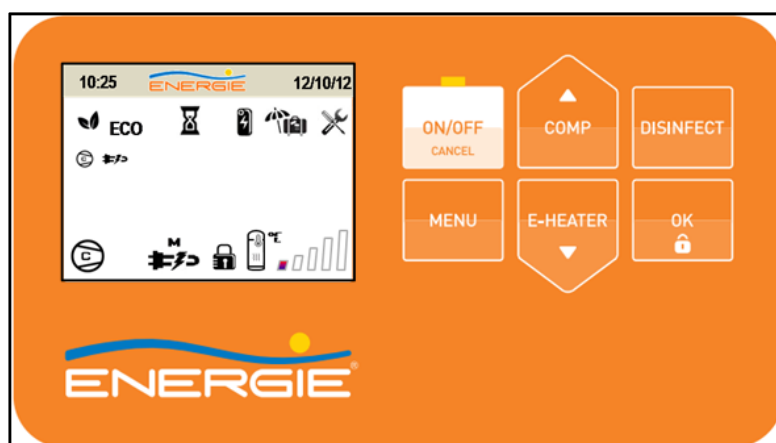 10:25 ENERGIE 12/10/12
ECO
C
M
C
ON/OFF
CANCEL
COMP
DISINFECT
MENU
E-HEATER
OK
ENERGIE®